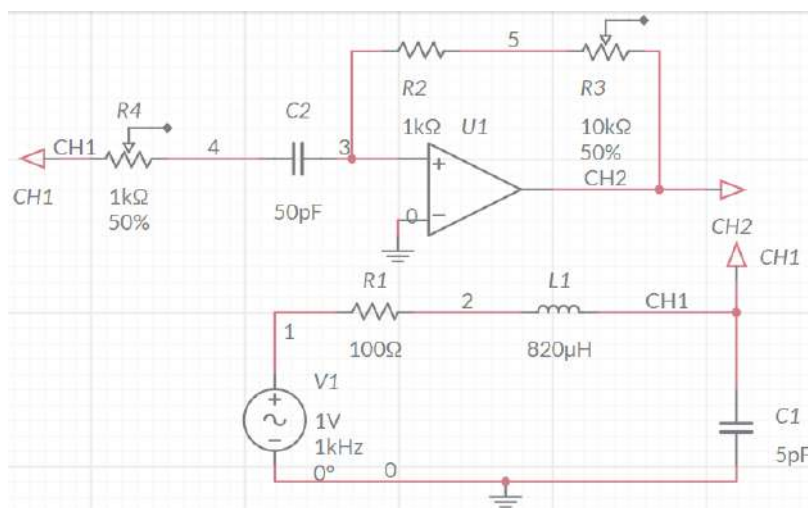 5
R4
C2
R2
R3
CH1
4
3
1kΩ
U1
10kΩ
50%
+
CH2
CH1
1kΩ
50%
50pF
0
−
CH2
R1
L1
CH1
2
CH1
1
100Ω
820μH
V1
+
1V
1kHz
−
0°
0
C1
5pF